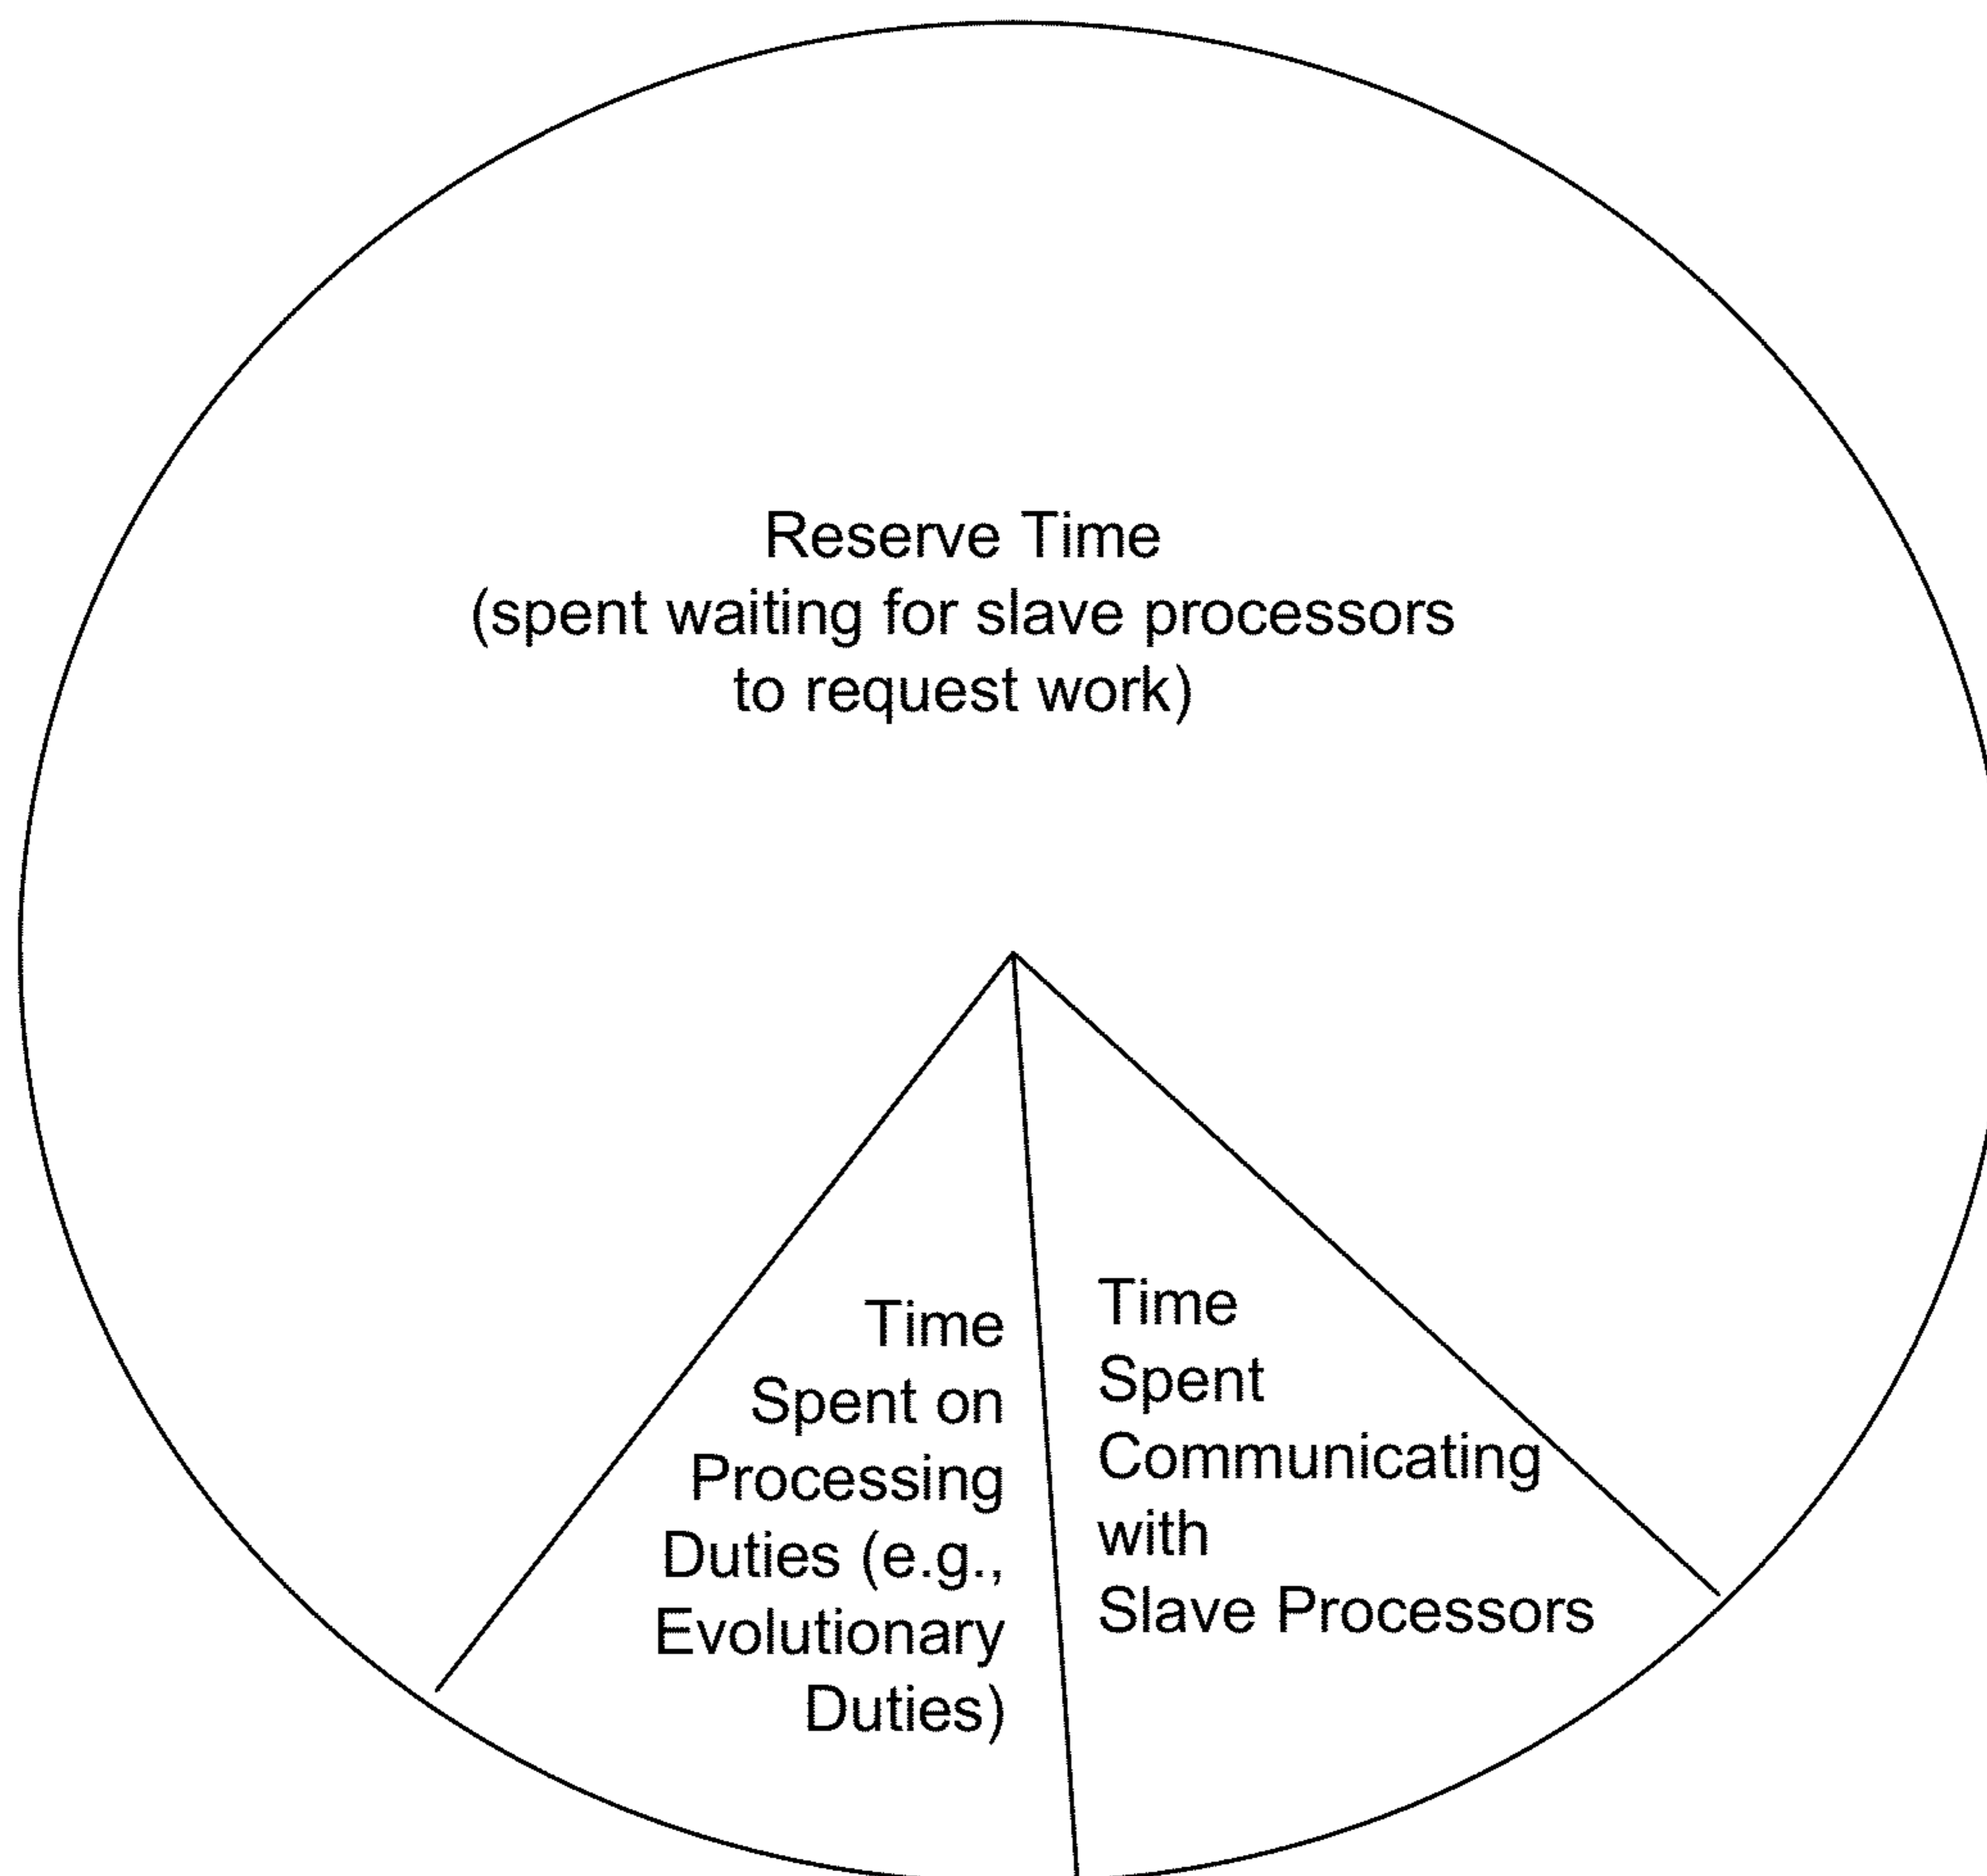 Reserve Time
(spent waiting for slave processors
to request work)
Time
Spent on
Processing
Duties (e.g.,
Evolutionary
Duties)
Time
Spent
Communicating
with
Slave Processors